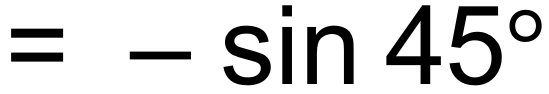 = – sin 45°